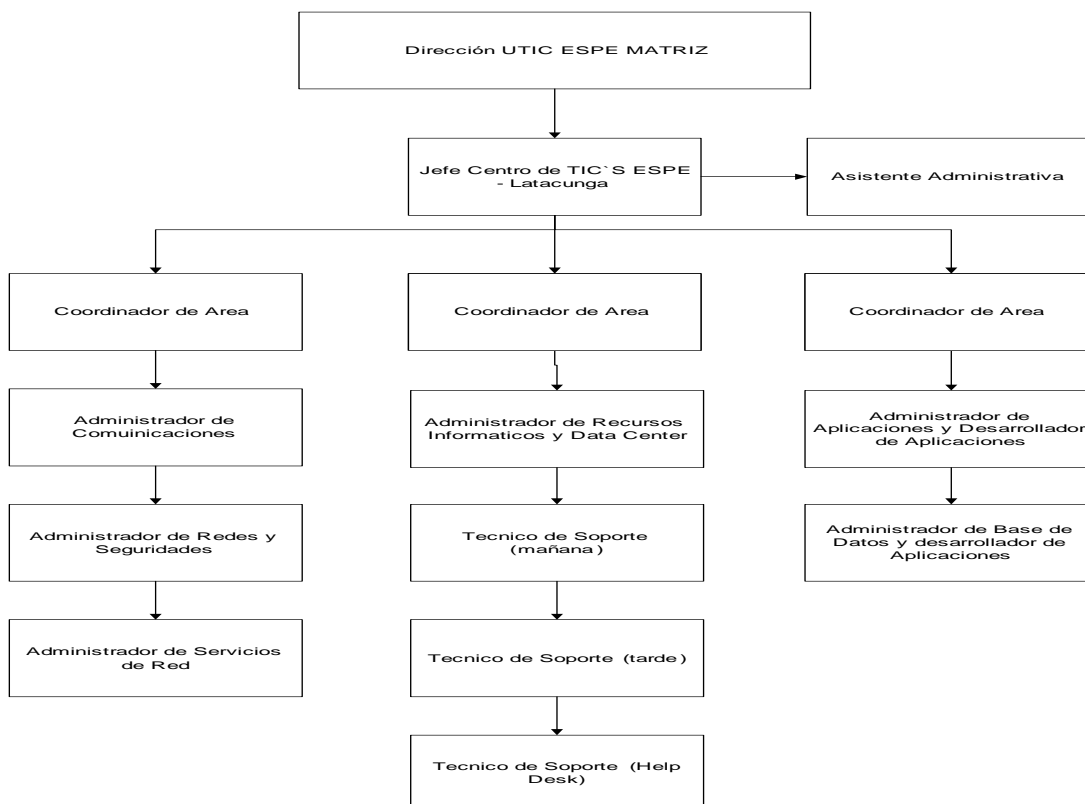 Dirección UTIC ESPE MATRIZ
Jefe Centro de TIC`S ESPE
- Latacunga
Asistente Administrativa
Coordinador de Area
Coordinador de Area
Coordinador de Area
Administrador de
Comuinicaciones
Administrador de Recursos
Informaticos y Data Center
Administrador de
Aplicaciones y Desarrollador
de Aplicaciones
Administrador de Redes y
Seguridades
Tecnico de Soporte
(mañana)
Administrador de Base de
Datos y desarrollador de
Aplicaciones
Administrador de Servicios
de Red
Tecnico de Soporte (tarde)
Tecnico de Soporte (Help
Desk)